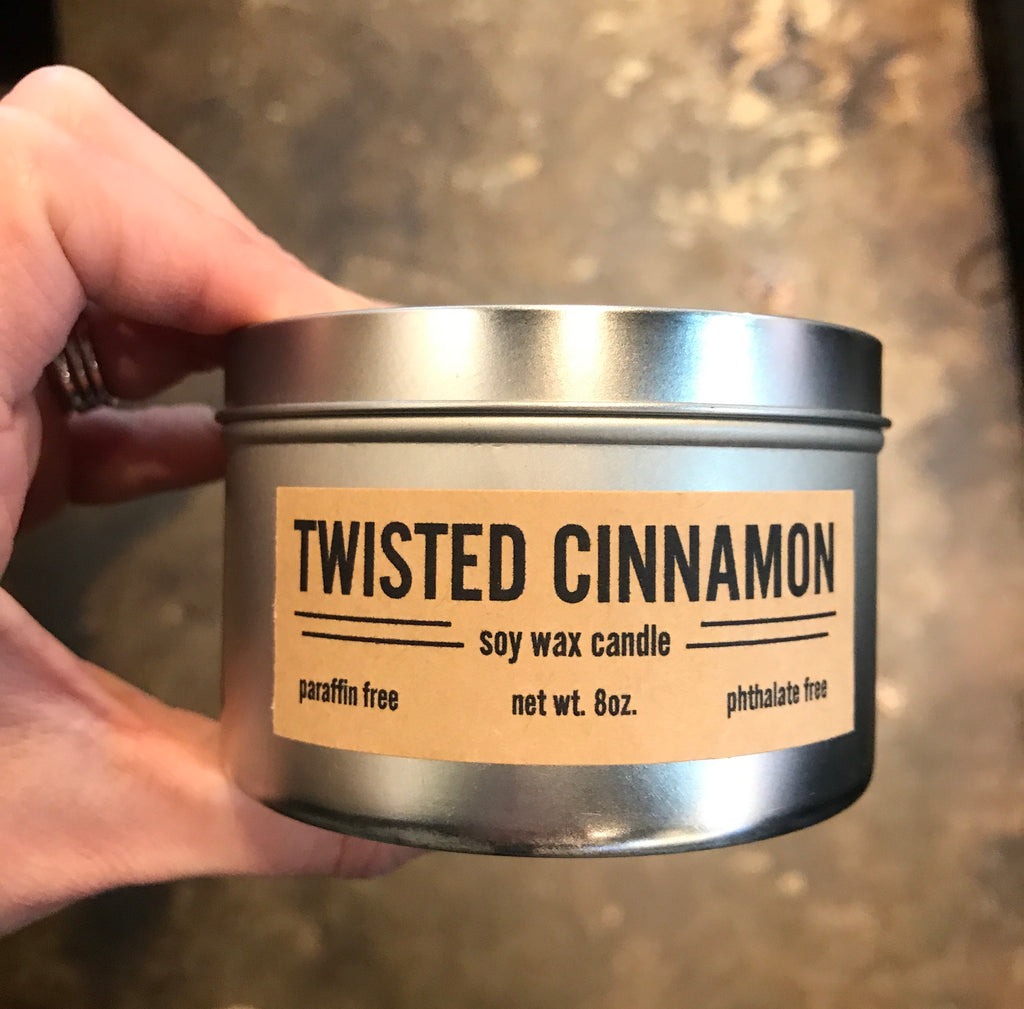 TWISTED CINNAMON
soy wax candle
paraffin free net wt. 8oz. phthalate free